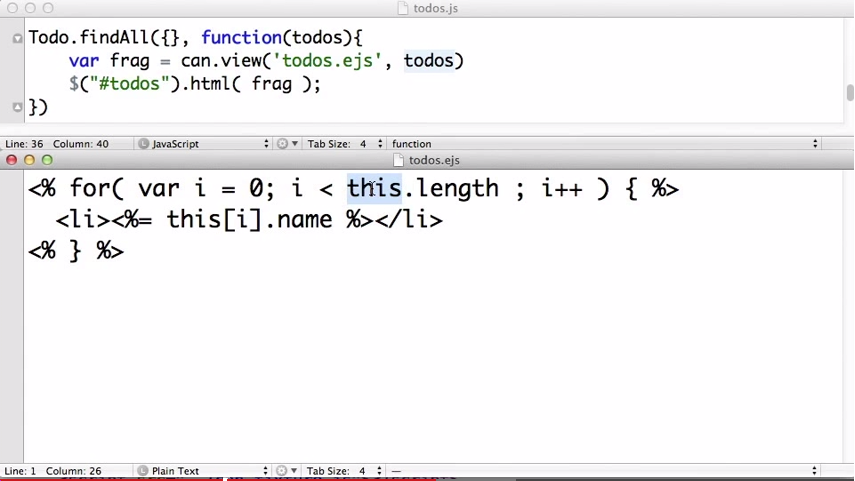 todos.js
Todo.findAll({}, function(todos){
var frag = can.view('todos.ejs', todos)
$("#todos").html( frag );
})
Line: 36 Column: 40 JavaScript Tab Size: 4 function
todos.ejs
<% for( var i = 0; i < this.length ; i++ ) { %>
<li><%= this[i].name %></li>
<% } %>
Line: 1 Column: 26 Plain Text Tab Size: 4 —